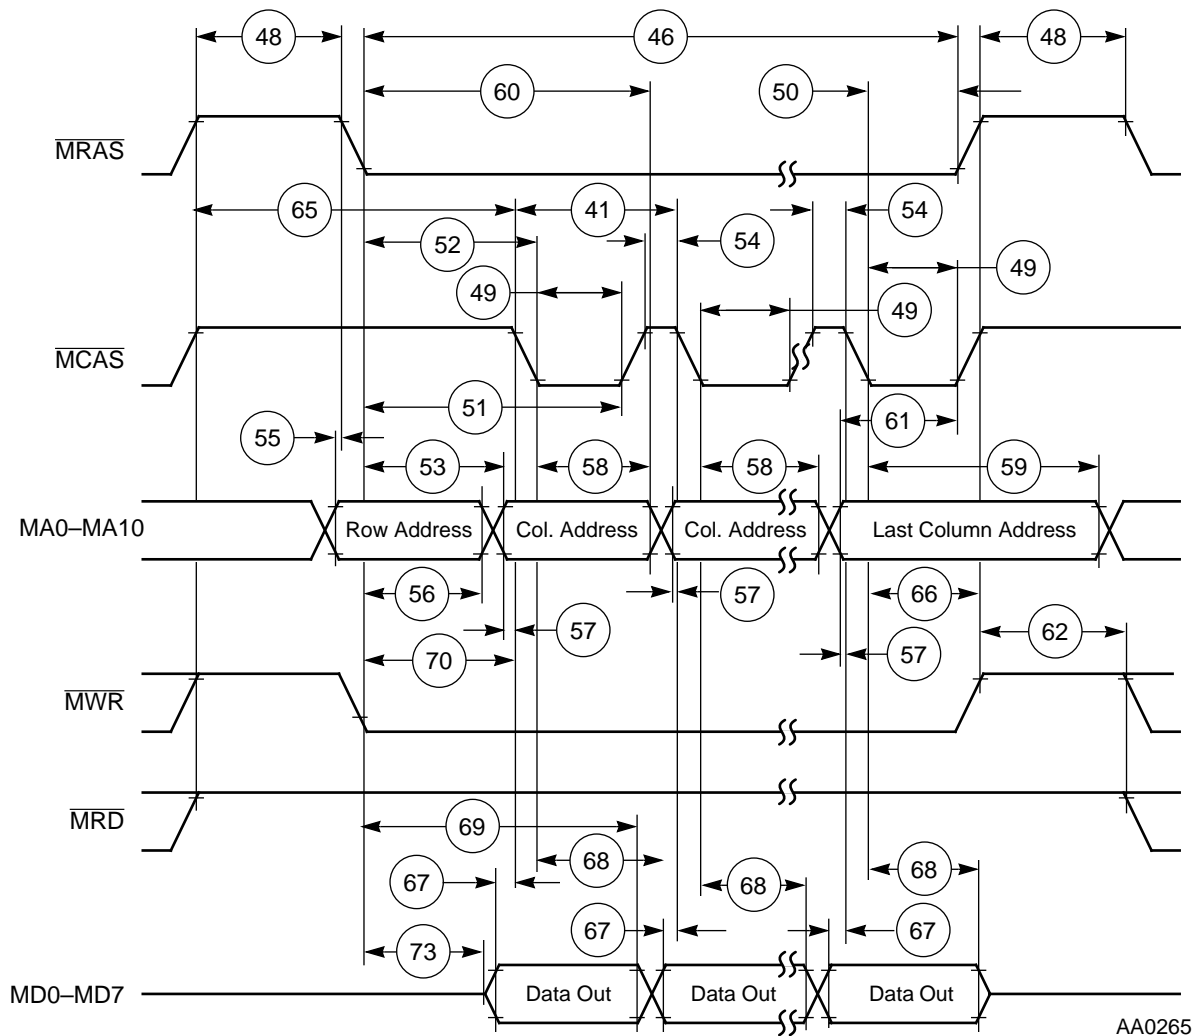 48 46 48
60 50
MRAS
65 41 54
52 54
49 49
49
MCAS
51
55 61
53 58 58 59
MA0–MA10 Row Address Col. Address Col. Address Last Column Address
56 57 66
57 62
70 57
MWR
MRD
69
68
67 68 68
67 67
73
MD0–MD7 Data Out Data Out Data Out
AA0265